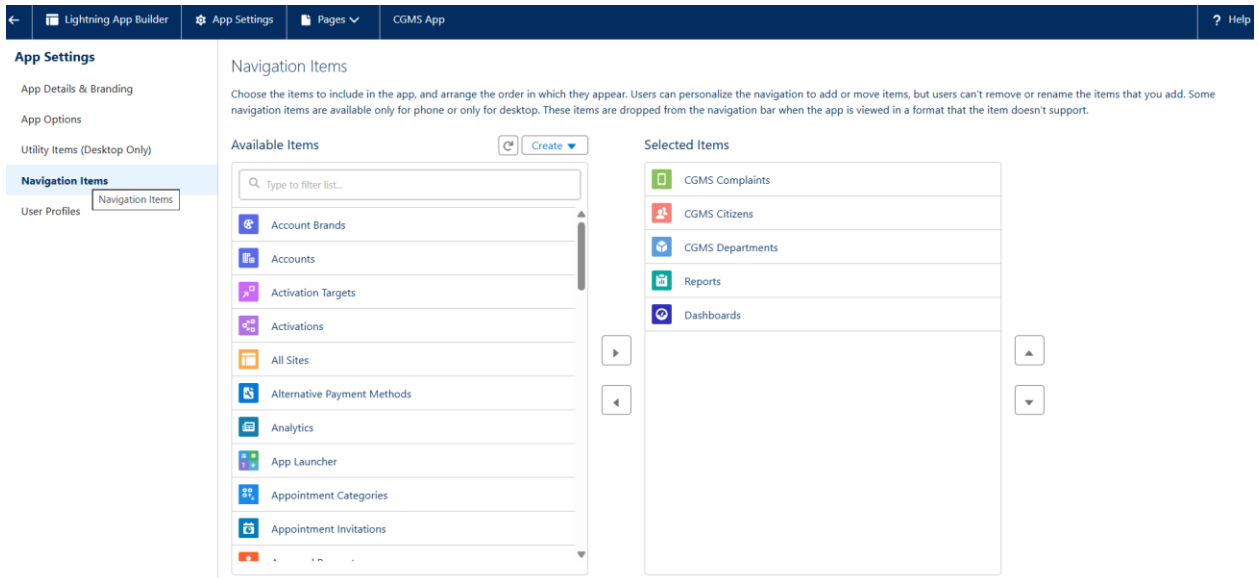 Lightning App Builder
App Settings
Pages
CGMS App
? Help
App Settings
App Details & Branding
App Options
Utility Items (Desktop Only)
Navigation Items
Navigation Items
User Profiles
Navigation Items
Choose the items to include in the app, and arrange the order in which they appear. Users can personalize the navigation to add or move items, but users can't remove or rename the items that you add. Some
navigation items are available only for phone or only for desktop. These items are dropped from the navigation bar when the app is viewed in a format that the item doesn't support.
Available Items
Create
Type to filter list...
Account Brands
Accounts
Activation Targets
Activations
All Sites
Alternative Payment Methods
Analytics
App Launcher
Appointment Categories
Appointment Invitations
Selected Items
CGMS Complaints
CGMS Citizens
CGMS Departments
Reports
Dashboards